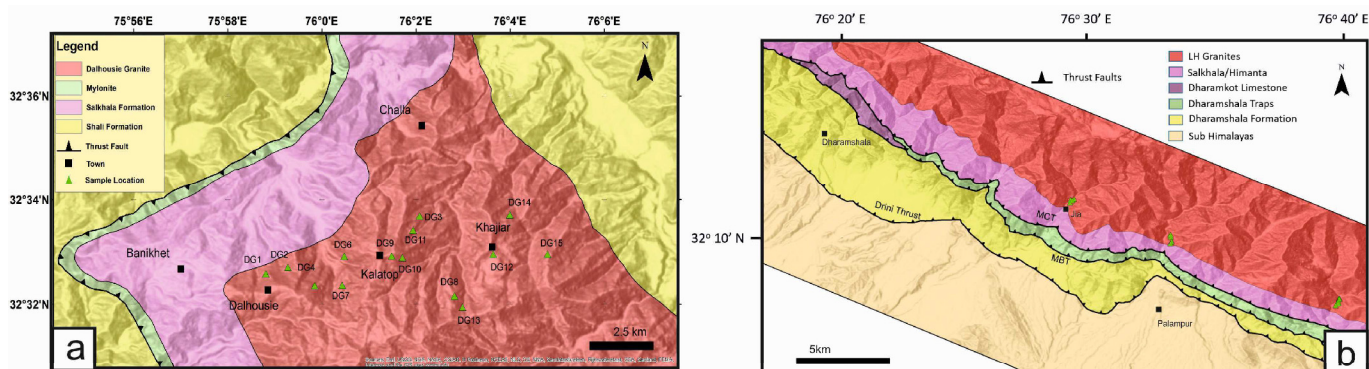 75°56'E
75°58'E
76°0'E
76°2'E
76°4'E
76°6'E
32°36'N
32°34'N
32°32'N
Legend
Dalhousie Granite
Mylonite
Salkhala Formation
Shali Formation
Thrust Fault
Town
Sample Location
N
Challa
DG14
DG3
Khajiar
DG11
DG15
DG9
DG6
Banikhet
DG2
DG1
DG4
DG10
DG12
Kalatop
DG7
DG8
Dalhousie
DG13
2.5 km
a
76° 20' E
76° 30' E
76° 40' E
32° 10' N
Thrust Faults
LH Granites
Salkhala/Himanta
Dharamkot Limestone
Dharamshala Traps
Dharamshala Formation
Sub Himalayas
N
Dharamshala
Drini Thrust
MCT
Jia
MBT
Palampur
5km
b